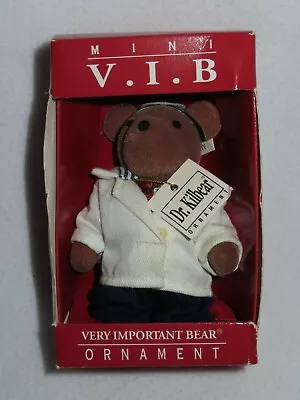 MINI
V.I.B
Dr. Kilbear
ORNAMENT
VERY IMPORTANT BEAR®
ORNAMENT